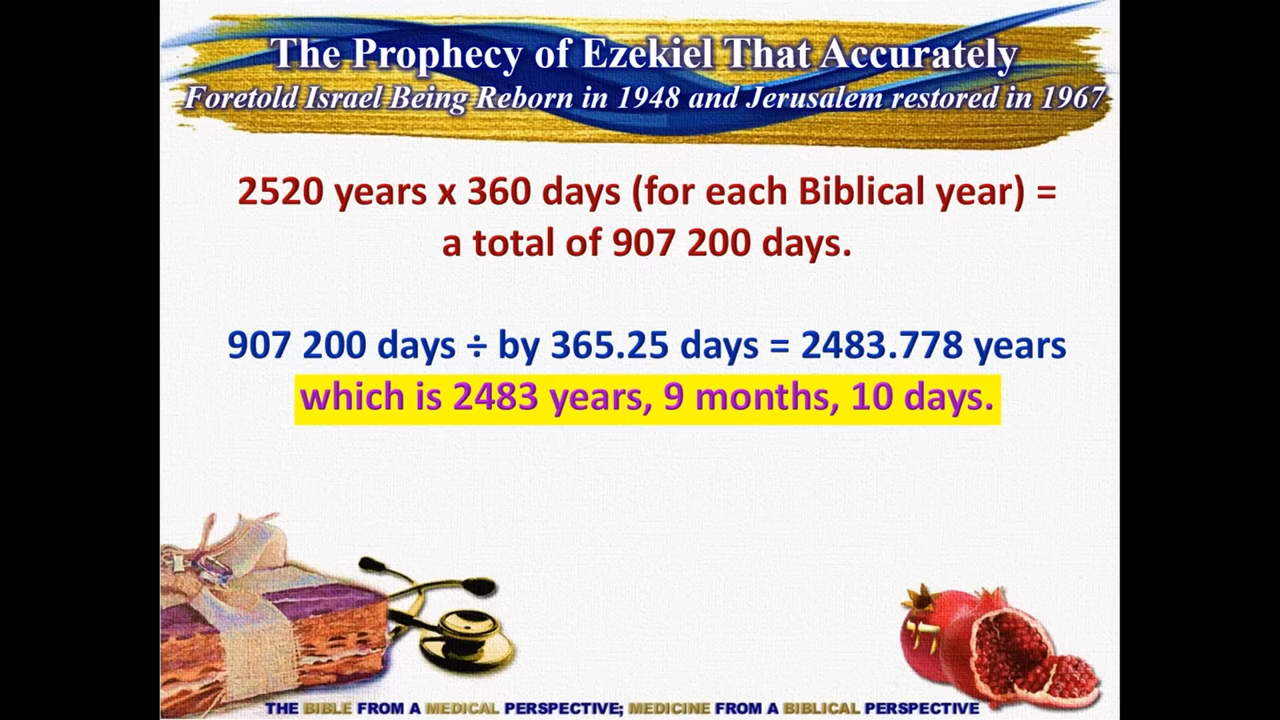 The Prophecy of Ezekiel That Accurately
Foretold Israel Being Reborn in 1948 and Jerusalem restored in 1967
2520 years x 360 days (for each Biblical year) =
a total of 907 200 days.
907 200 days ÷ by 365.25 days = 2483.778 years
which is 2483 years, 9 months, 10 days.
THE BIBLE FROM A MEDICAL PERSPECTIVE; MEDICINE FROM A BIBLICAL PERSPECTIVE